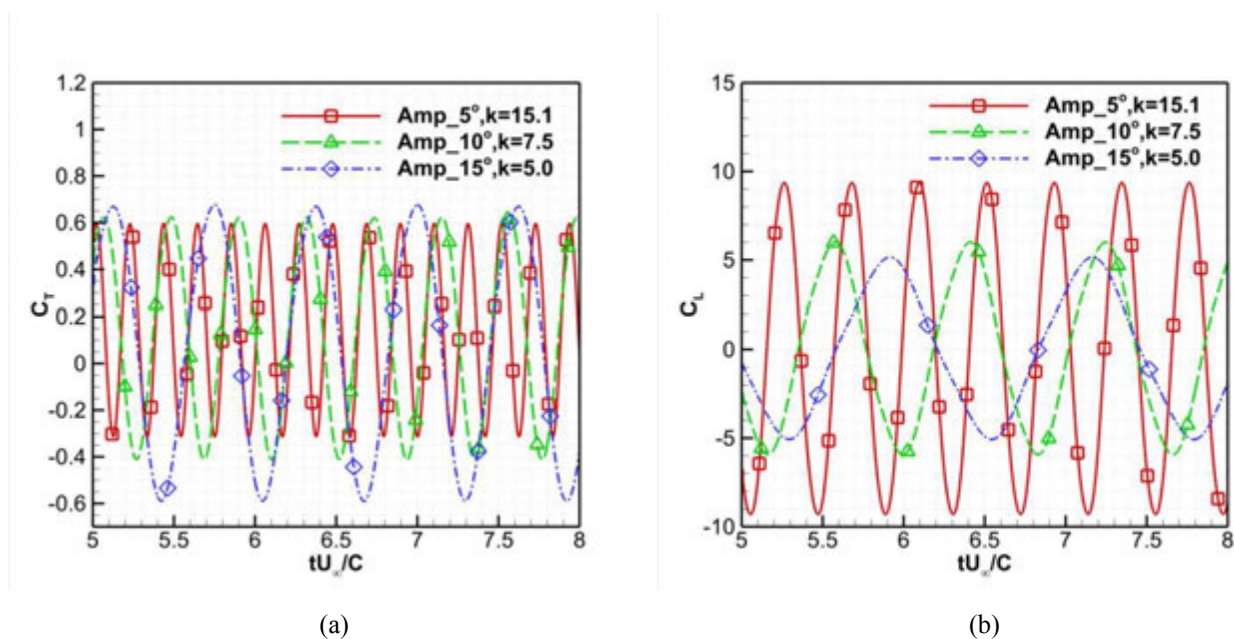 1.2
1
0.8
0.6
0.4
0.2
0
-0.2
-0.4
-0.6
C_T
5 5.5 6 6.5 7 7.5 8
tU_∞/C
Amp_5°,k=15.1
Amp_10°,k=7.5
Amp_15°,k=5.0
(a)
15
10
5
0
-5
-10
C_L
5 5.5 6 6.5 7 7.5 8
tU_∞/C
Amp_5°,k=15.1
Amp_10°,k=7.5
Amp_15°,k=5.0
(b)